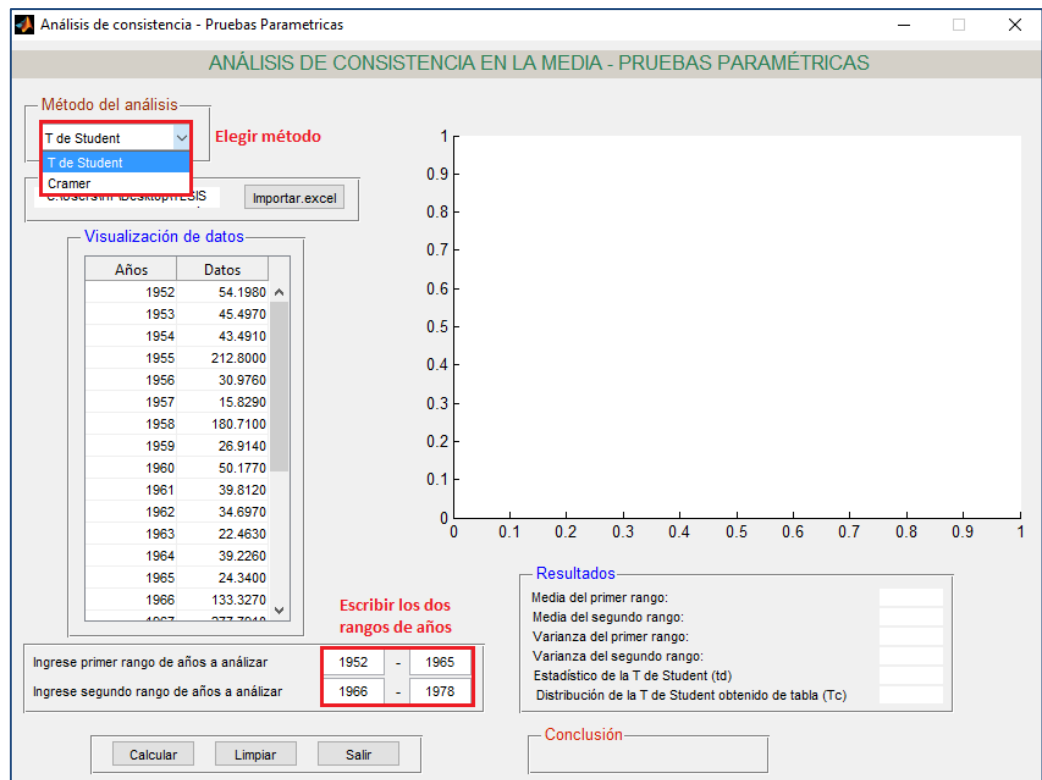 Análisis de consistencia - Pruebas Parametricas
ANÁLISIS DE CONSISTENCIA EN LA MEDIA - PRUEBAS PARAMÉTRICAS
Método del análisis
T de Student
Elegir método
T de Student
Cramer
Importar.excel
Visualización de datos
Años Datos
1952 54.1980
1953 45.4970
1954 43.4910
1955 212.8000
1956 30.9760
1957 15.8290
1958 180.7100
1959 26.9140
1960 50.1770
1961 39.8120
1962 34.6970
1963 22.4630
1964 39.2260
1965 24.3400
1966 133.3270
Escribir los dos
rangos de años
Ingrese primer rango de años a análizar 1952 - 1965
Ingrese segundo rango de años a análizar 1966 - 1978
Calcular Limpiar Salir
1
0.9
0.8
0.7
0.6
0.5
0.4
0.3
0.2
0.1
0
0 0.1 0.2 0.3 0.4 0.5 0.6 0.7 0.8 0.9 1
Resultados
Media del primer rango:
Media del segundo rango:
Varianza del primer rango:
Varianza del segundo rango:
Estadístico de la T de Student (td)
Distribución de la T de Student obtenido de tabla (Tc)
Conclusión